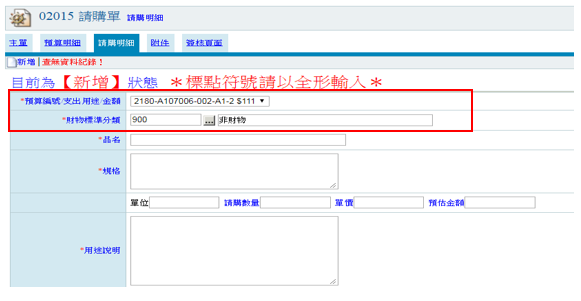 02015 請購單 請購明細
主單 預算明細 請購明細 附件 簽核頁面
新增 | 查無資料紀錄！
目前為【新增】狀態 ＊標點符號請以全形輸入＊
*預算編號/支出用途/金額 2180-A107006-002-A1-2 $111
*財物標準分類 900 ... 非財物
*品名
*規格
單位 請購數量 單價 預估金額
*用途說明